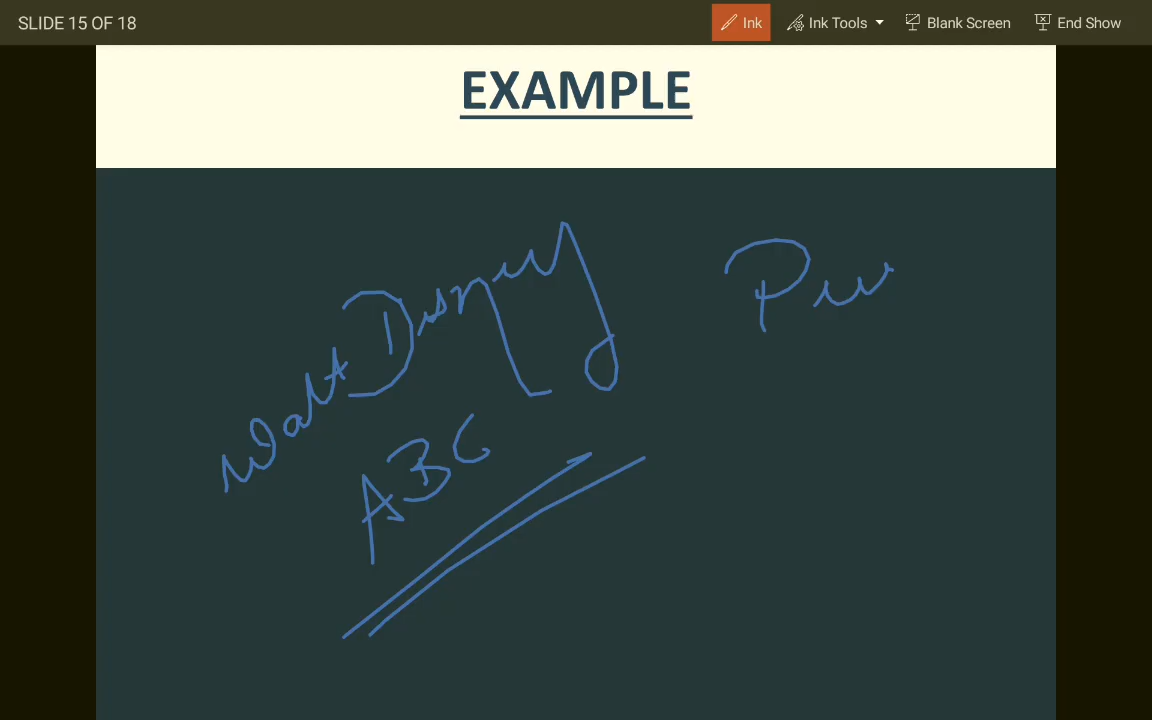 SLIDE 15 OF 18
Ink
Ink Tools
Blank Screen
End Show
EXAMPLE
Walt Disney
ABC